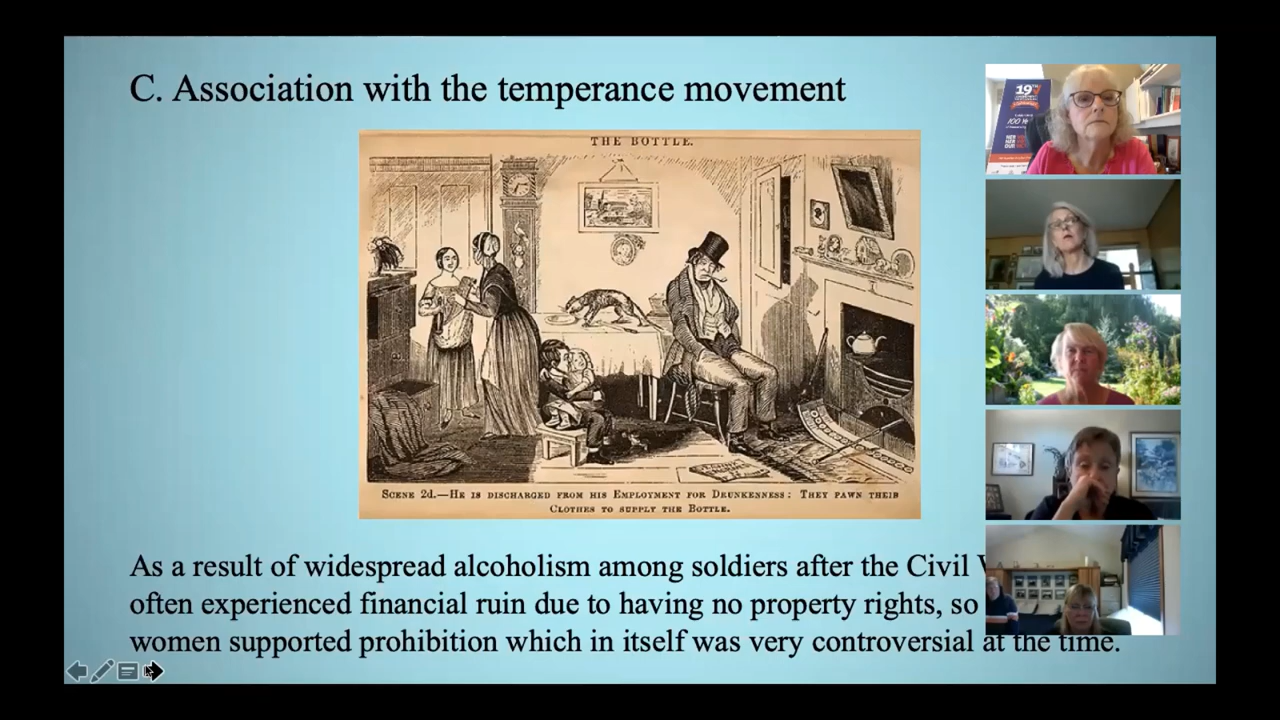 C. Association with the temperance movement
THE BOTTLE.
SCENE 2d.—HE IS DISCHARGED FROM HIS EMPLOYMENT FOR DRUNKENNESS: THEY PAWN THEIR
CLOTHES TO SUPPLY THE BOTTLE.
As a result of widespread alcoholism among soldiers after the Civil
often experienced financial ruin due to having no property rights, so
women supported prohibition which in itself was very controversial at the time.
19TH